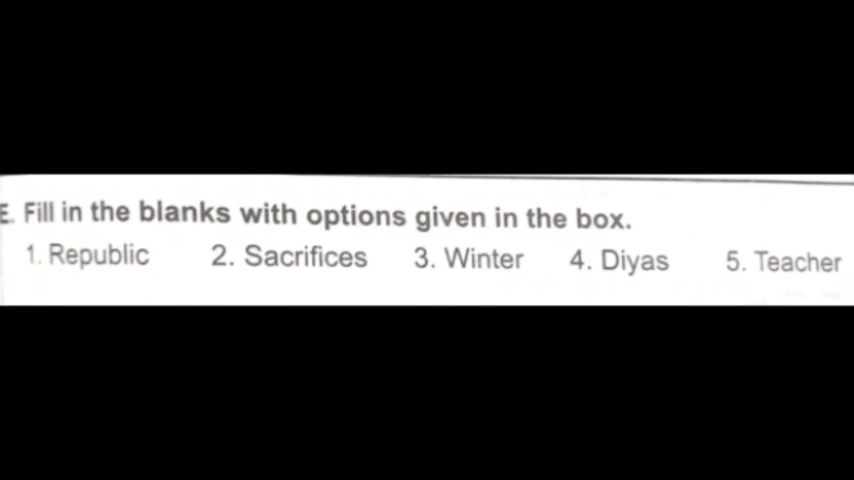 E. Fill in the blanks with options given in the box.
1. Republic 2. Sacrifices 3. Winter 4. Diyas 5. Teacher